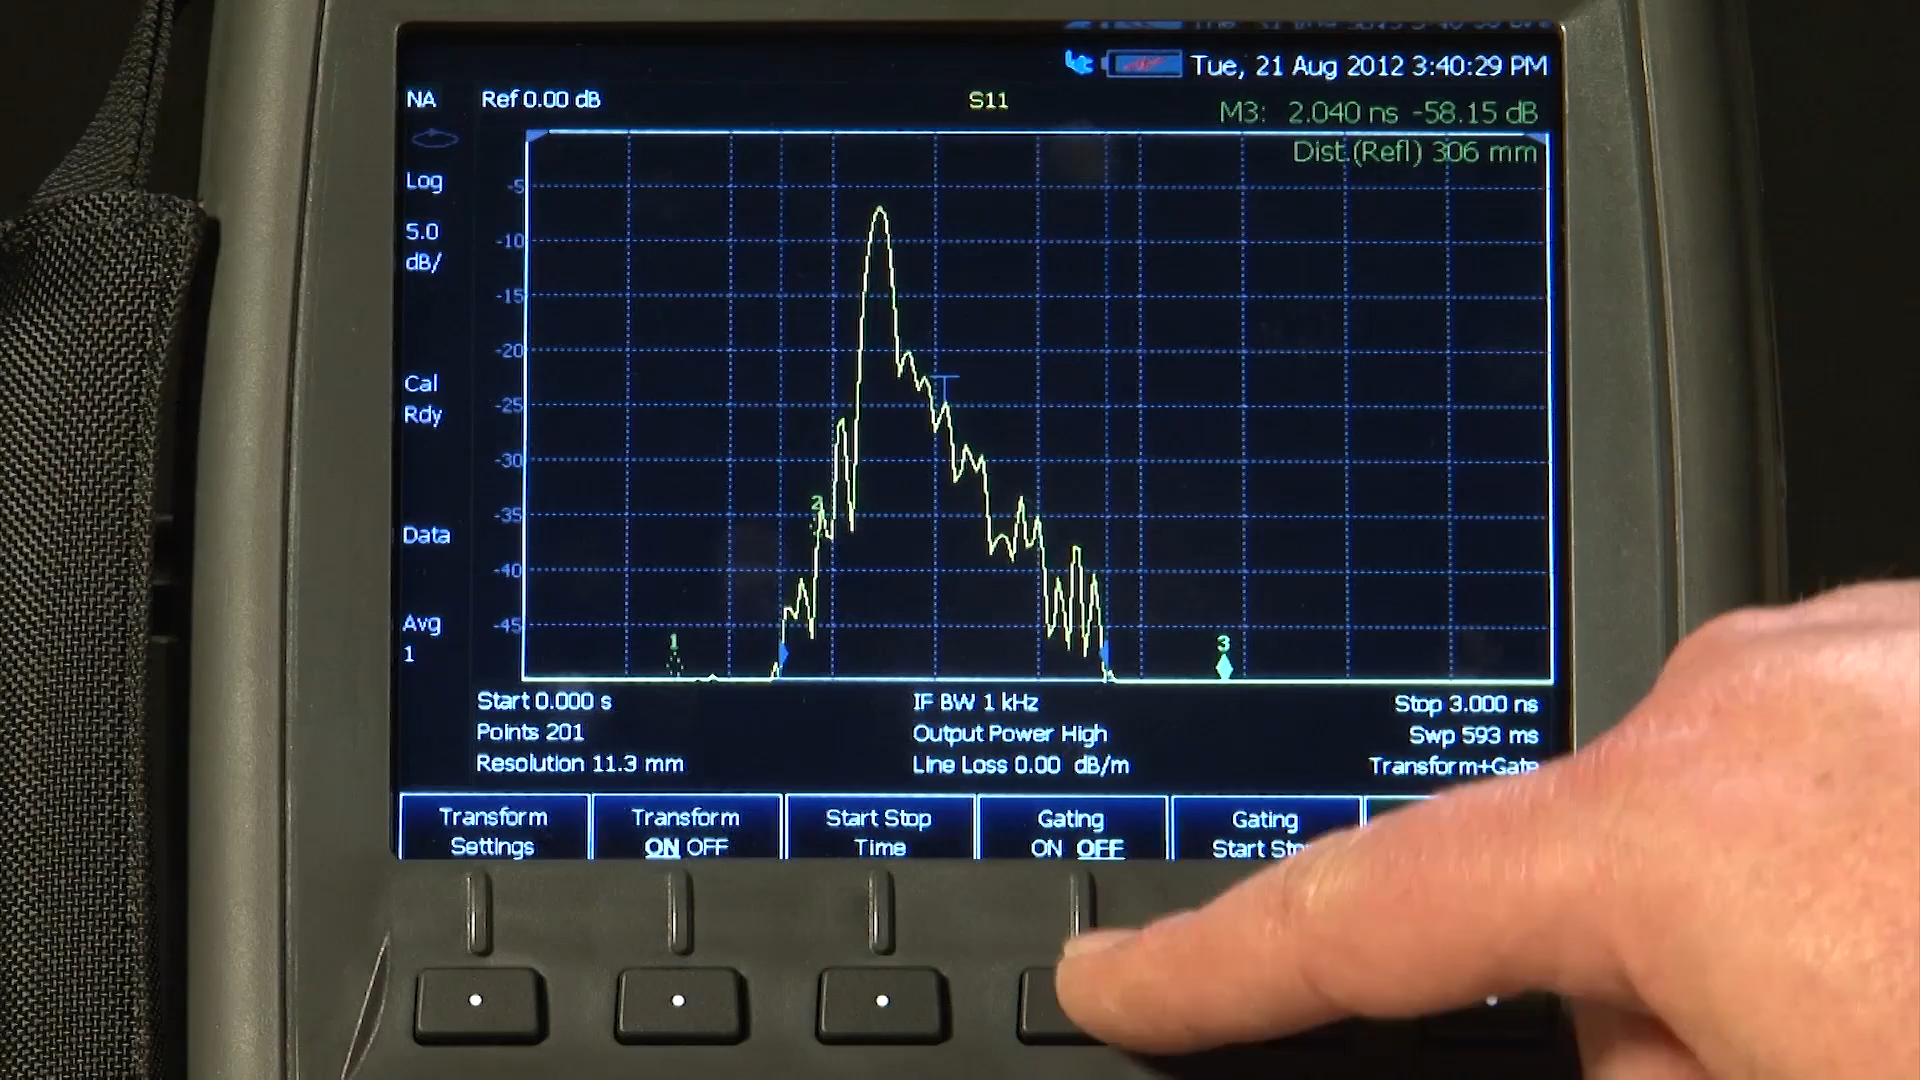 Tue, 21 Aug 2012 3:40:29 PM
NA
Ref 0.00 dB
S11
M3: 2.040 ns -58.15 dB
Dist.(Refl) 306 mm
Log
5.0
dB/
Cal
Rdy
Data
Avg
1
-5
-10
-15
-20
-25
-30
-35
-40
-45
1
2
3
Start 0.000 s
IF BW 1 kHz
Stop 3.000 ns
Points 201
Output Power High
Swp 593 ms
Resolution 11.3 mm
Line Loss 0.00 dB/m
Transform+Gate
Transform
Settings
Transform
ON OFF
Start Stop
Time
Gating
ON OFF
Gating
Start